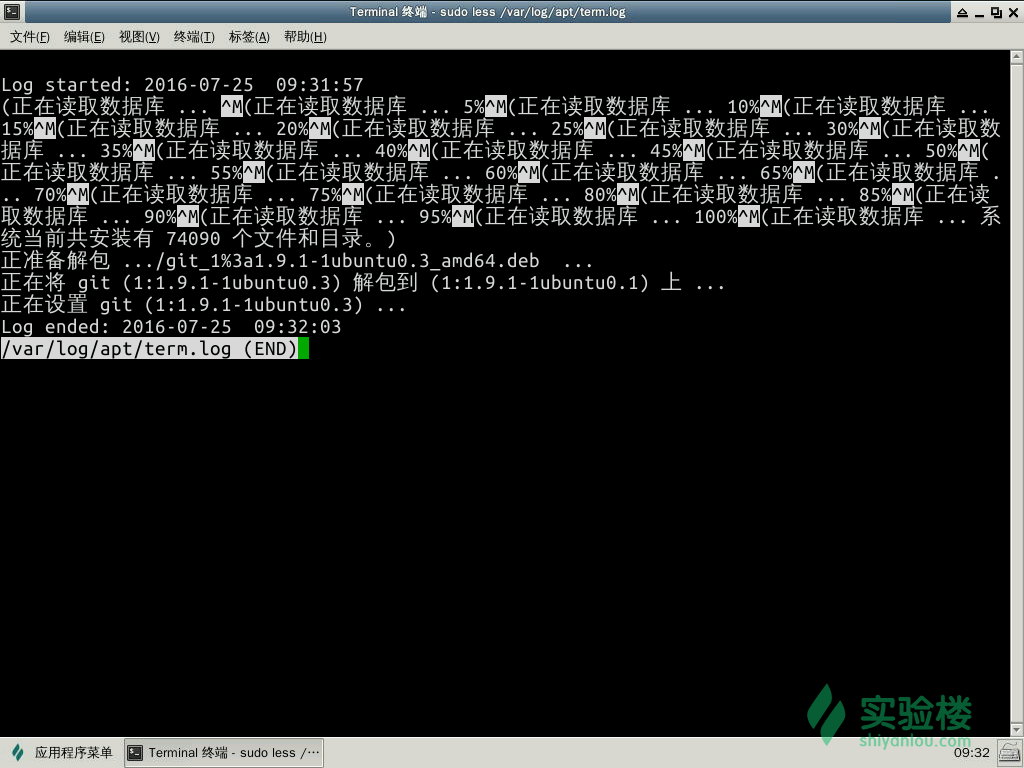 Terminal 终端 - sudo less /var/log/apt/term.log
文件(F) 编辑(E) 视图(V) 终端(T) 标签(A) 帮助(H)
Log started: 2016-07-25  09:31:57
(正在读取数据库 ... ^M(正在读取数据库 ... 5%^M(正在读取数据库 ... 10%^M(正在读取数据库 ...
15%^M(正在读取数据库 ... 20%^M(正在读取数据库 ... 25%^M(正在读取数据库 ... 30%^M(正在读取数
据库 ... 35%^M(正在读取数据库 ... 40%^M(正在读取数据库 ... 45%^M(正在读取数据库 ... 50%^M(
正在读取数据库 ... 55%^M(正在读取数据库 ... 60%^M(正在读取数据库 ... 65%^M(正在读取数据库 .
.. 70%^M(正在读取数据库 ... 75%^M(正在读取数据库 ... 80%^M(正在读取数据库 ... 85%^M(正在读
取数据库 ... 90%^M(正在读取数据库 ... 95%^M(正在读取数据库 ... 100%^M(正在读取数据库 ... 系
统当前共安装有 74090 个文件和目录。)
正准备解包 .../git_1%3a1.9.1-1ubuntu0.3_amd64.deb  ...
正在将 git (1:1.9.1-1ubuntu0.3) 解包到 (1:1.9.1-1ubuntu0.1) 上 ...
正在设置 git (1:1.9.1-1ubuntu0.3) ...
Log ended: 2016-07-25  09:32:03
/var/log/apt/term.log (END)
实验楼
shiyanlou.com
应用程序菜单 Terminal 终端 - sudo less /… 09:32